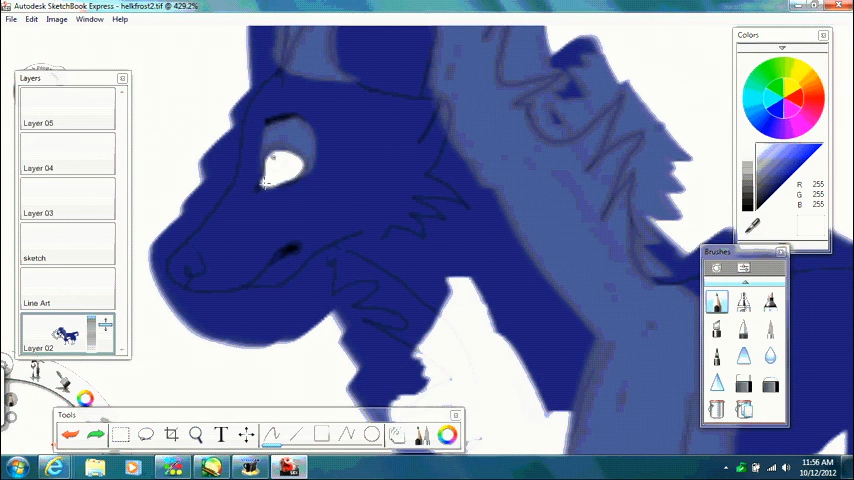 Autodesk SketchBook Express - helkfrost2.tif @ 429.2%
File Edit Image Window Help
Layers
Layer 05
Layer 04
Layer 03
sketch
Line Art
Layer 02
Colors
R 255
G 255
B 255
Brushes
Tools
T
11:56 AM
10/12/2012